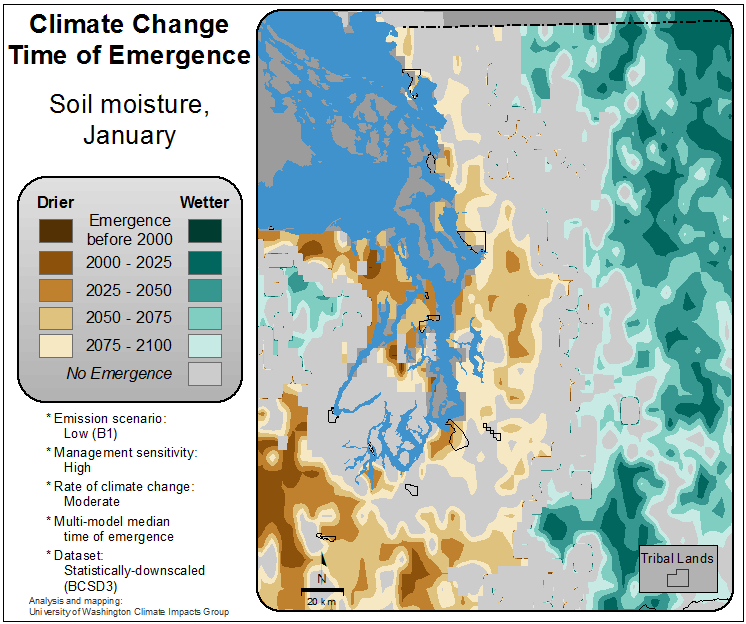 Climate Change
Time of Emergence
Soil moisture,
January
Drier
Wetter
Emergence
before 2000
2000 - 2025
2025 - 2050
2050 - 2075
2075 - 2100
No Emergence
* Emission scenario:
Low (B1)
* Management sensitivity:
High
* Rate of climate change:
Moderate
* Multi-model median
time of emergence
* Dataset:
Statistically-downscaled
(BCSD3)
Analysis and mapping:
University of Washington Climate Impacts Group
N
20 km
Tribal Lands